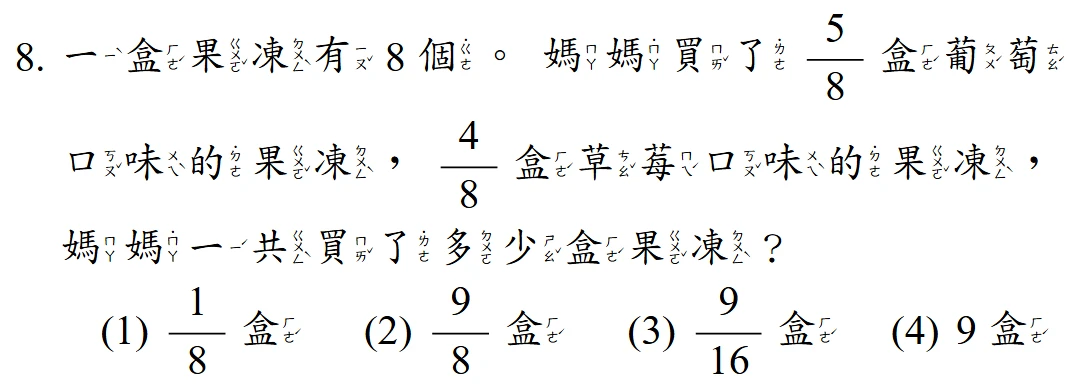 8. 一盒果凍有 8 個。 媽媽買了 5/8 盒葡萄
口味的果凍， 4/8 盒草莓口味的果凍，
媽媽一共買了多少盒果凍？
(1) 1/8 盒 (2) 9/8 盒 (3) 9/16 盒 (4) 9 盒